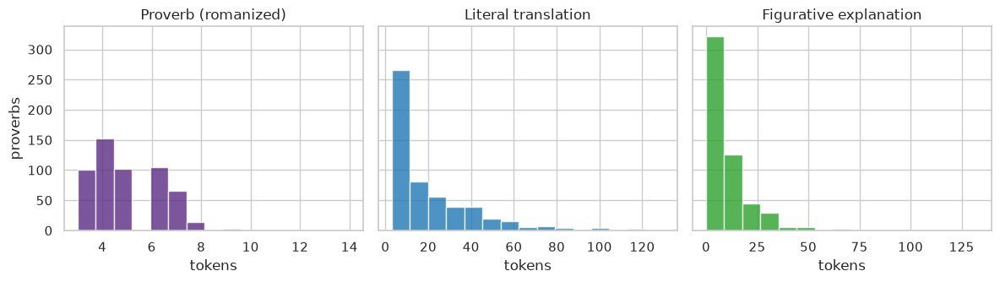 Proverb (romanized) Literal translation Figurative explanation
300
250
200
150
100
50
0
proverbs
4 6 8 10 12 14 0 20 40 60 80 100 120 0 25 50 75 100 125
tokens tokens tokens